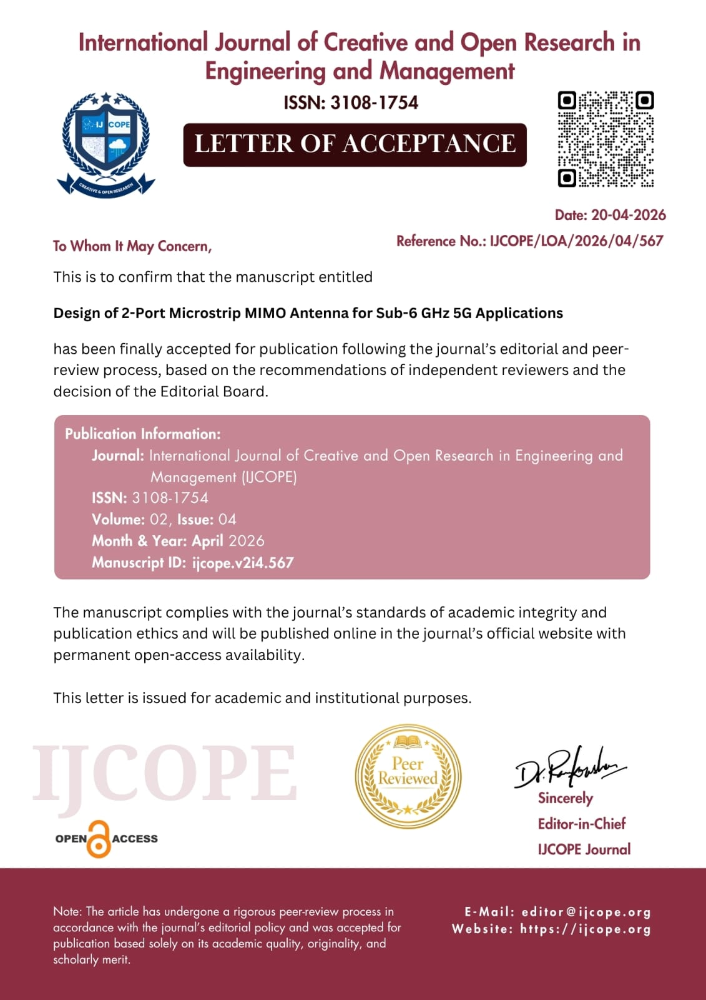 International Journal of Creative and Open Research in
Engineering and Management
ISSN: 3108-1754
LETTER OF ACCEPTANCE
IJ COPE
CREATIVE & OPEN RESEARCH
Date: 20-04-2026
Reference No.: IJCOPE/LOA/2026/04/567
To Whom It May Concern,
This is to confirm that the manuscript entitled
Design of 2-Port Microstrip MIMO Antenna for Sub-6 GHz 5G Applications
has been finally accepted for publication following the journal's editorial and peer-
review process, based on the recommendations of independent reviewers and the
decision of the Editorial Board.
Publication Information:
Journal: International Journal of Creative and Open Research in Engineering and
Management (IJCOPE)
ISSN: 3108-1754
Volume: 02, Issue: 04
Month & Year: April 2026
Manuscript ID: ijcope.v2i4.567
The manuscript complies with the journal's standards of academic integrity and
publication ethics and will be published online in the journal's official website with
permanent open-access availability.
This letter is issued for academic and institutional purposes.
IJCOPE
OPEN ACCESS
Peer
Reviewed
Dr.
Sincerely
Editor-in-Chief
IJCOPE Journal
Note: The article has undergone a rigorous peer-review process in
accordance with the journal's editorial policy and was accepted for
publication based solely on its academic quality, originality, and
scholarly merit.
E-Mail: editor@ijcope.org
Website: https://ijcope.org